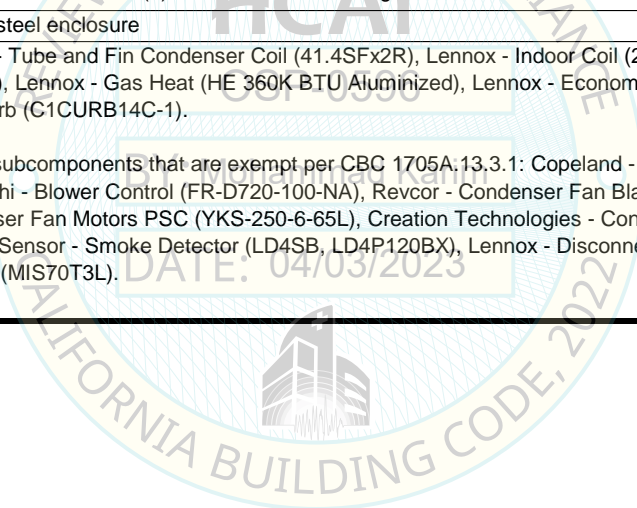 HCAI
steel enclosure
- Tube and Fin Condenser Coil (41.4SFx2R), Lennox - Indoor Coil (2
), Lennox - Gas Heat (HE 360K BTU Aluminized), Lennox - Econom
OSP-0596
rb (C1CURB14C-1).
subcomponents that are exempt per CBC 1705A.13.3.1: Copeland -
BY: Mohammad Karim
hi - Blower Control (FR-D720-100-NA), Revcor - Condenser Fan Bla
ser Fan Motors PSC (YKS-250-6-65L), Creation Technologies - Con
Sensor - Smoke Detector (LD4SB, LD4P120BX), Lennox - Disconne
DATE: 04/03/2023
(MIS70T3L).
CALIFORNIA BUILDING CODE, 2022